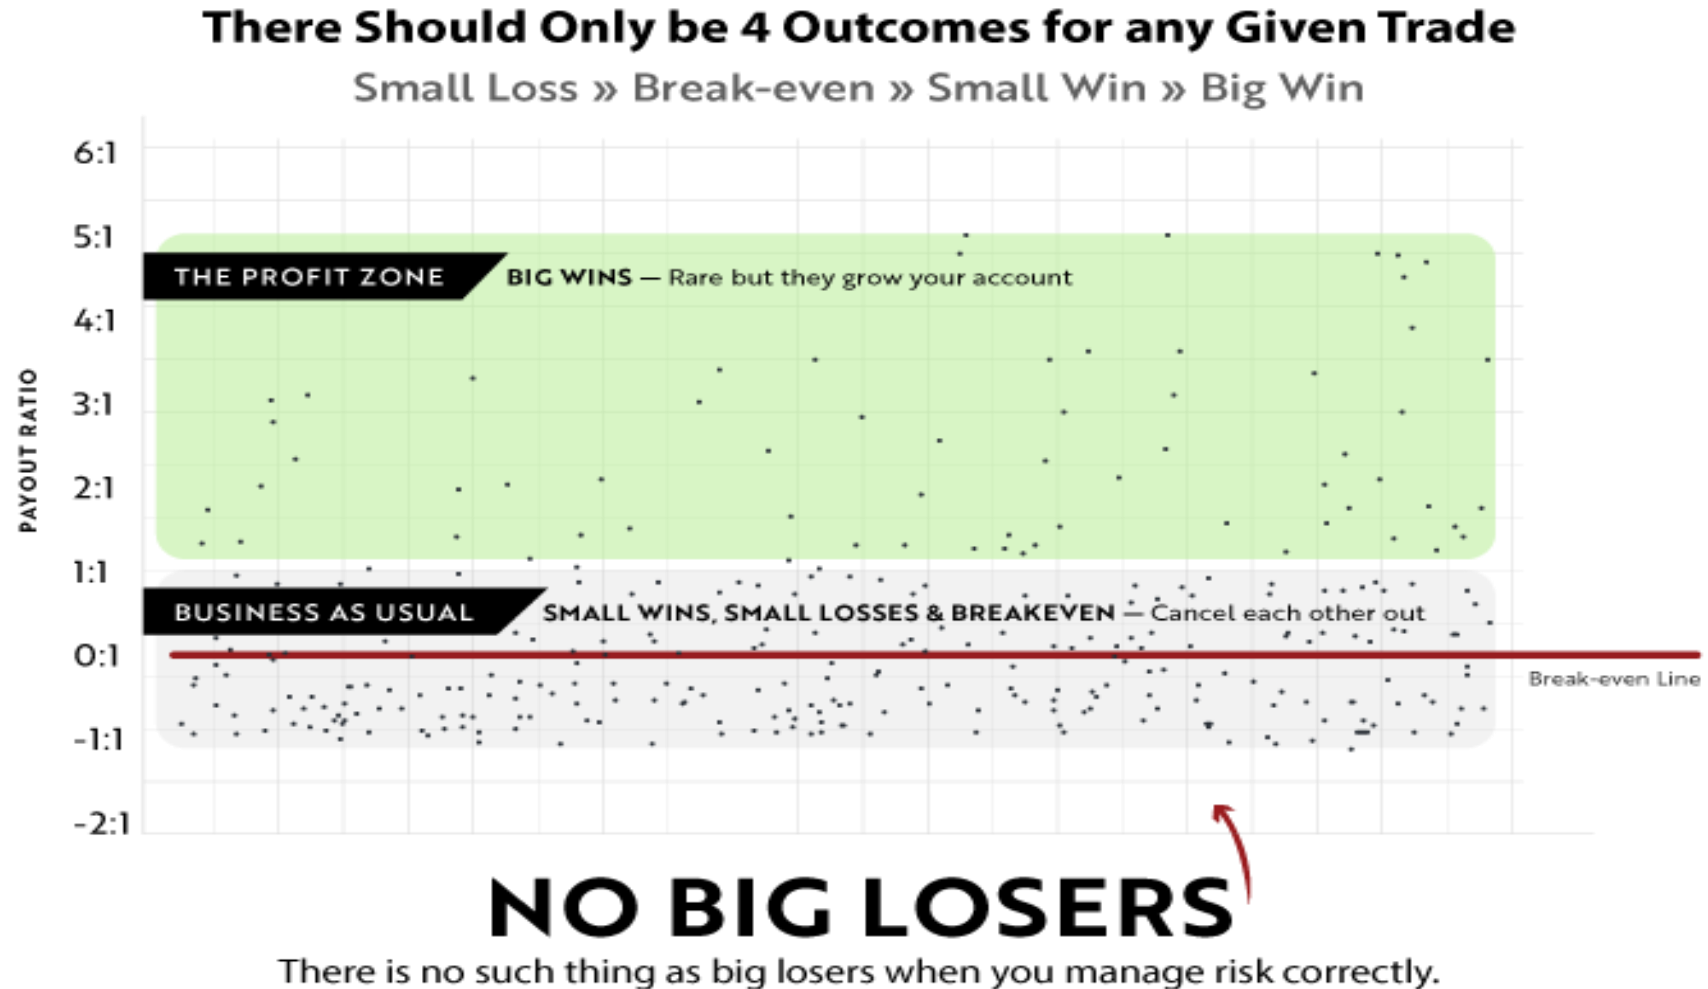 There Should Only be 4 Outcomes for any Given Trade
Small Loss » Break-even » Small Win » Big Win
6:1
5:1
THE PROFIT ZONE
BIG WINS — Rare but they grow your account
4:1
3:1
PAYOUT RATIO
2:1
1:1
BUSINESS AS USUAL
SMALL WINS, SMALL LOSSES & BREAKEVEN — Cancel each other out
0:1
Break-even Line
-1:1
-2:1
NO BIG LOSERS
There is no such thing as big losers when you manage risk correctly.